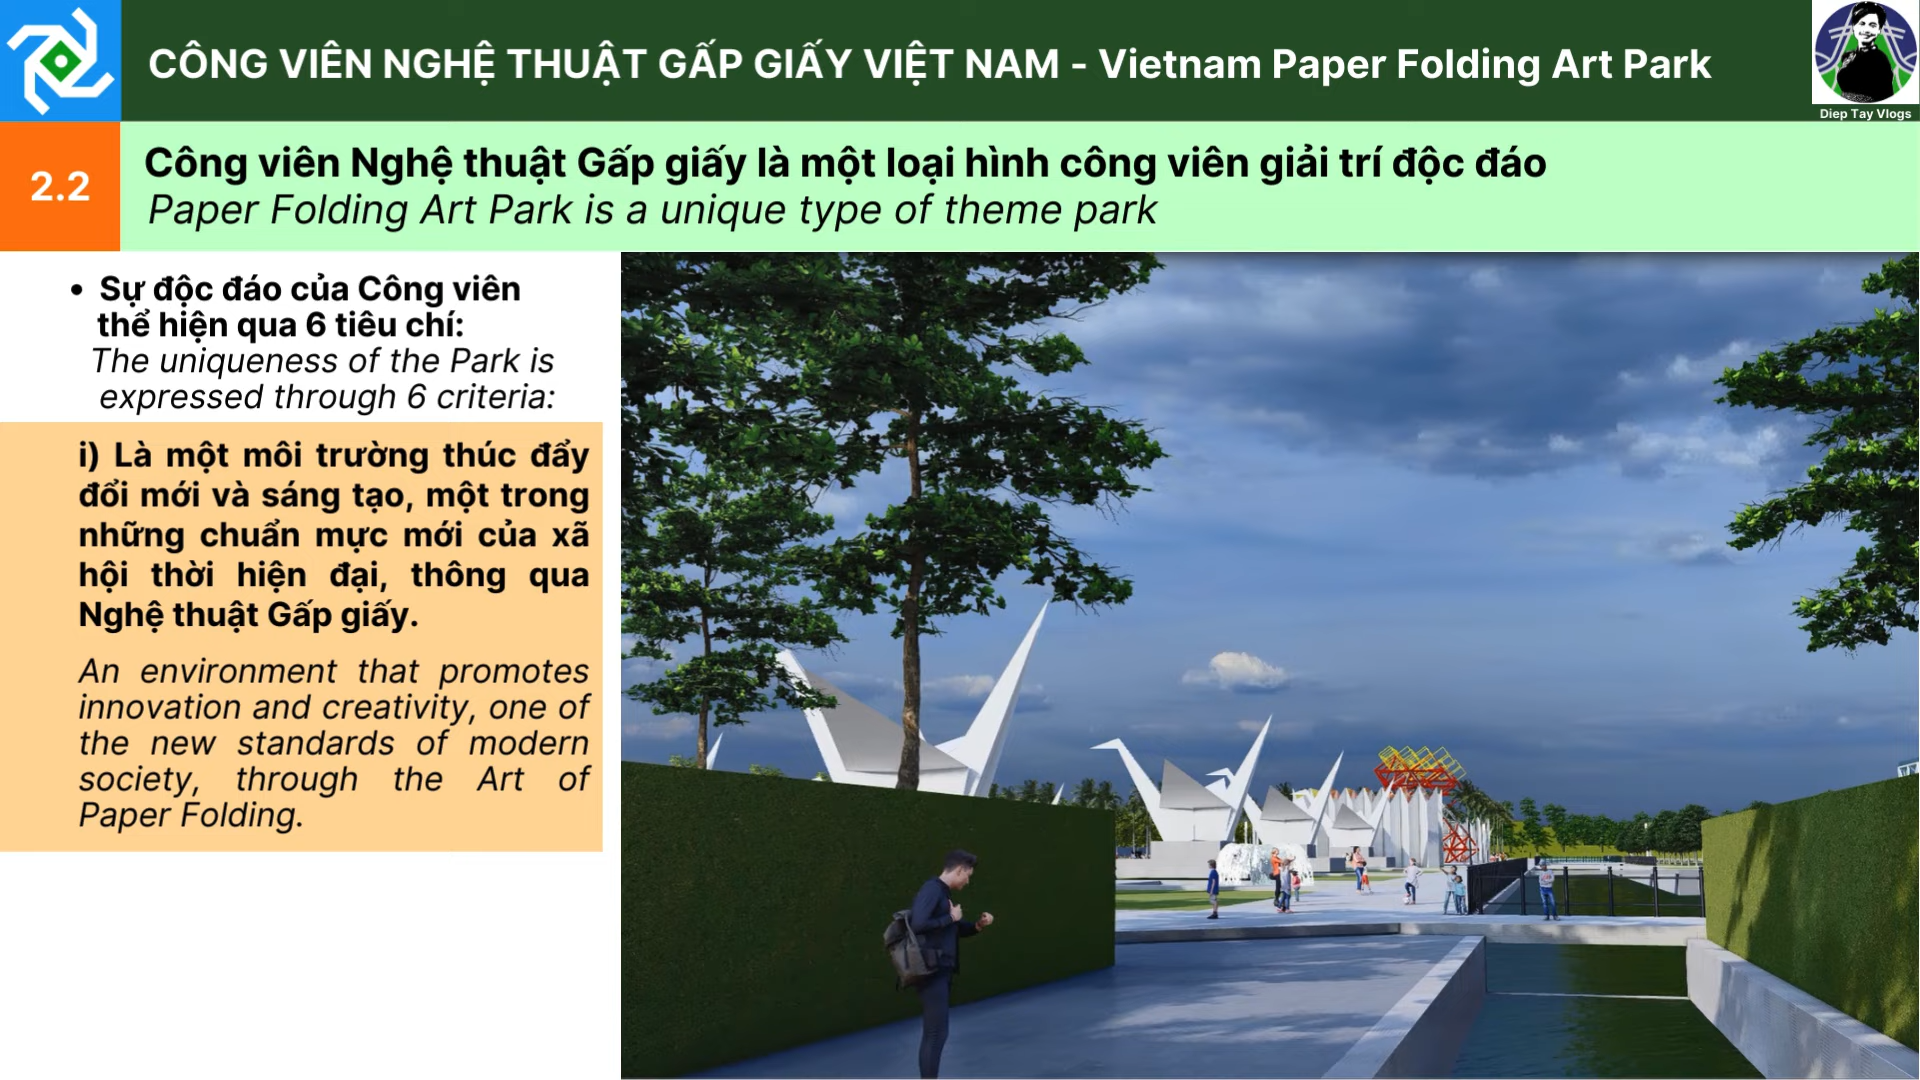 CÔNG VIÊN NGHỆ THUẬT GẤP GIẤY VIỆT NAM - Vietnam Paper Folding Art Park
Diep Tay Vlogs
2.2
Công viên Nghệ thuật Gấp giấy là một loại hình công viên giải trí độc đáo
Paper Folding Art Park is a unique type of theme park
• Sự độc đáo của Công viên
thể hiện qua 6 tiêu chí:
The uniqueness of the Park is
expressed through 6 criteria:
i) Là một môi trường thúc đẩy
đổi mới và sáng tạo, một trong
những chuẩn mực mới của xã
hội thời hiện đại, thông qua
Nghệ thuật Gấp giấy.
An environment that promotes
innovation and creativity, one of
the new standards of modern
society, through the Art of
Paper Folding.